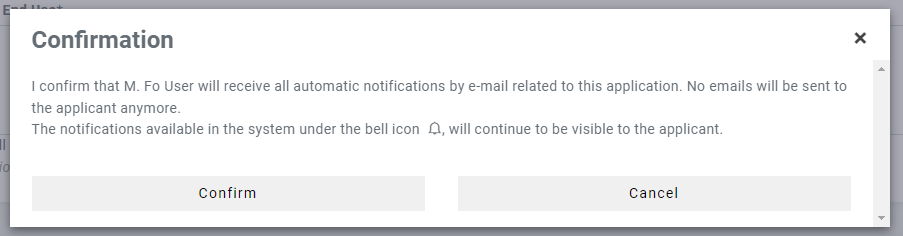 End User
Confirmation
I confirm that M. Fo User will receive all automatic notifications by e-mail related to this application. No emails will be sent to
the applicant anymore.
The notifications available in the system under the bell icon , will continue to be visible to the applicant.
Confirm
Cancel